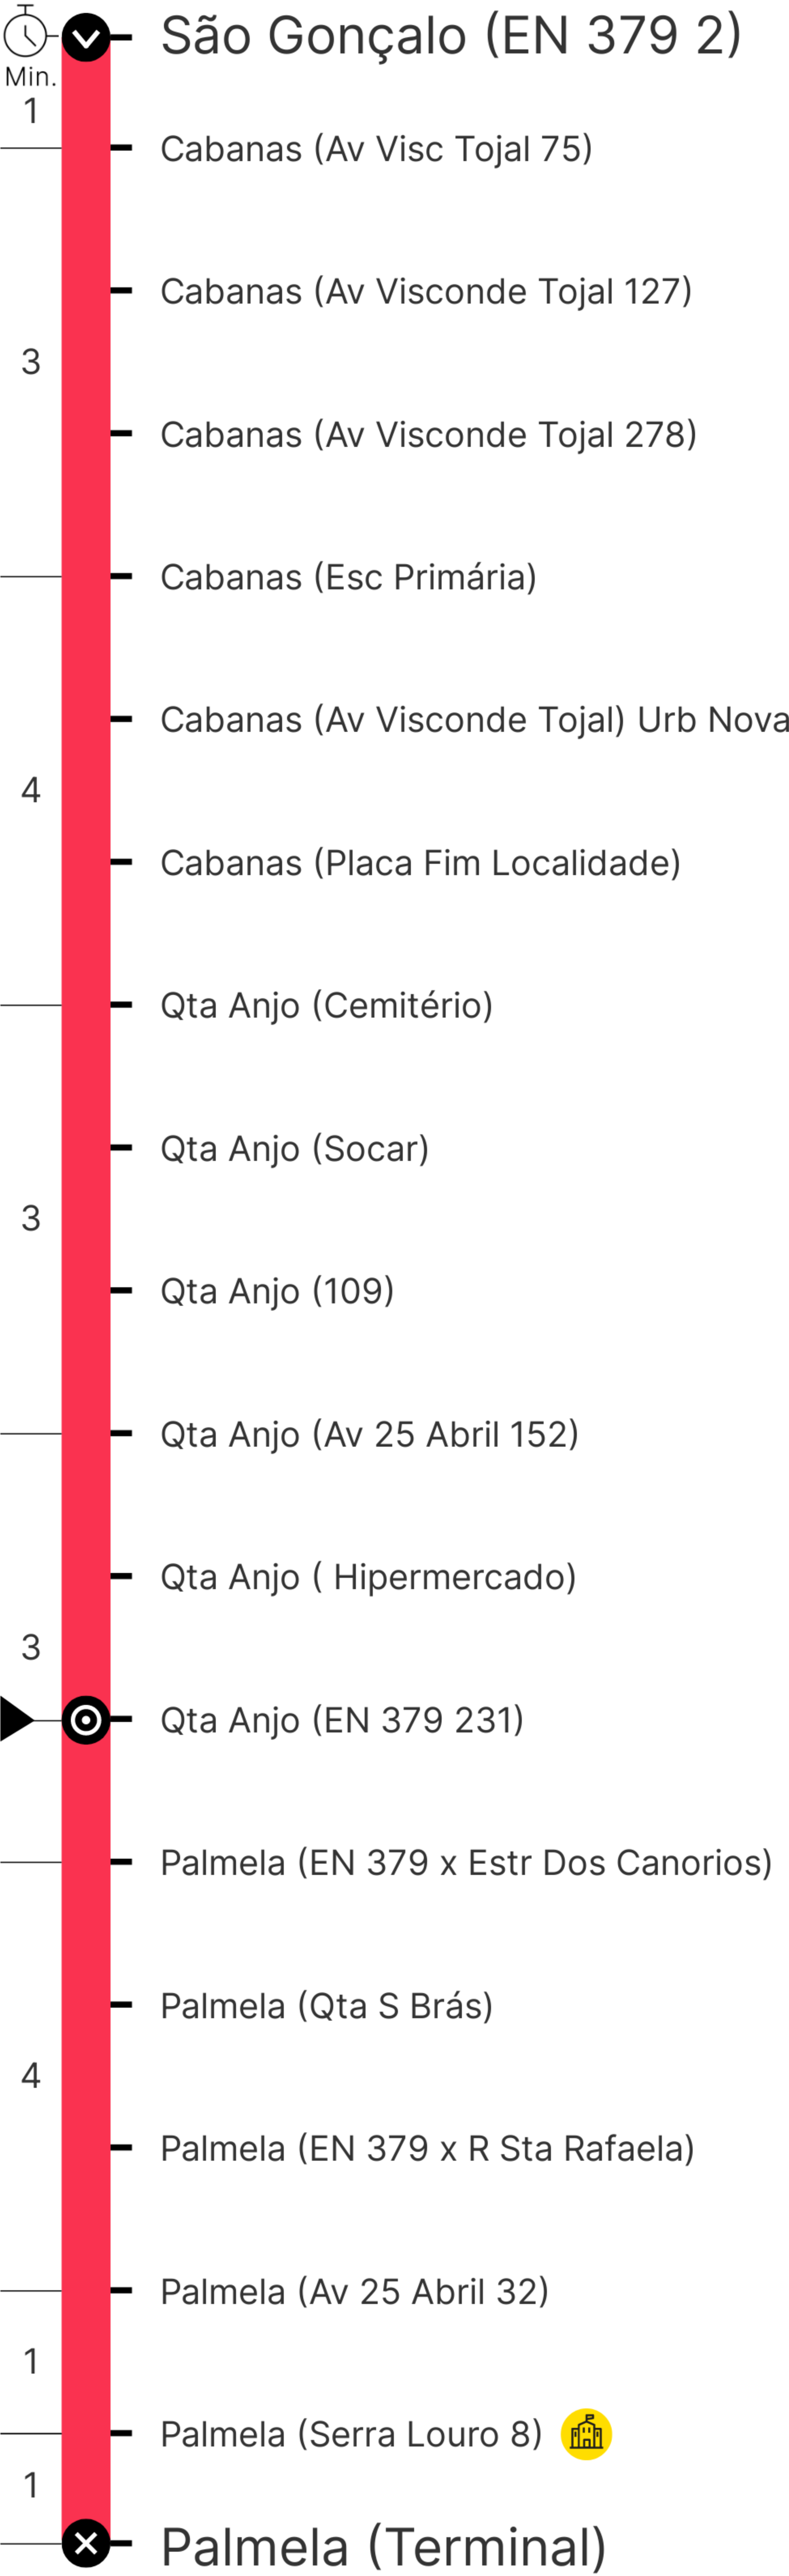 São Gonçalo (EN 379 2)
Min.
1
Cabanas (Av Visc Tojal 75)
Cabanas (Av Visconde Tojal 127)
3
Cabanas (Av Visconde Tojal 278)
Cabanas (Esc Primária)
Cabanas (Av Visconde Tojal) Urb Nova
4
Cabanas (Placa Fim Localidade)
Qta Anjo (Cemitério)
Qta Anjo (Socar)
3
Qta Anjo (109)
Qta Anjo (Av 25 Abril 152)
Qta Anjo ( Hipermercado)
3
Qta Anjo (EN 379 231)
Palmela (EN 379 x Estr Dos Canorios)
Palmela (Qta S Brás)
4
Palmela (EN 379 x R Sta Rafaela)
Palmela (Av 25 Abril 32)
1
Palmela (Serra Louro 8)
1
Palmela (Terminal)